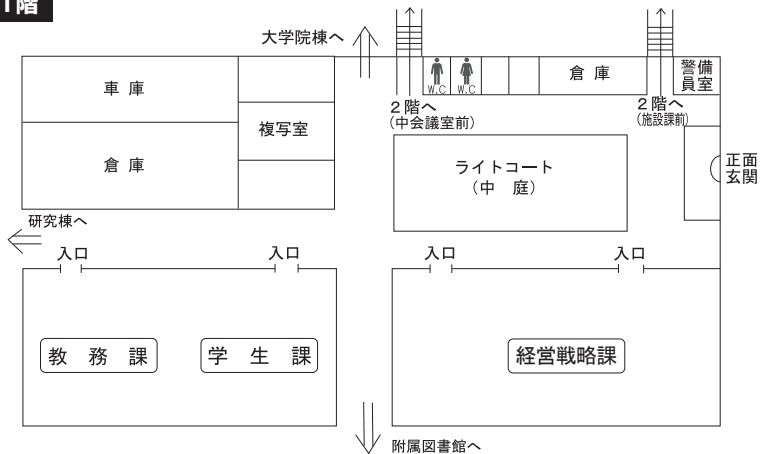 1階
大学院棟へ
車 庫
倉 庫
複写室
W.C
W.C
2階へ
(中会議室前)
倉 庫
2階へ
(施設課前)
警備
員室
ライトコート
(中 庭)
正面
玄関
研究棟へ
入口
入口
入口
入口
教 務 課
学 生 課
経営戦略課
附属図書館へ